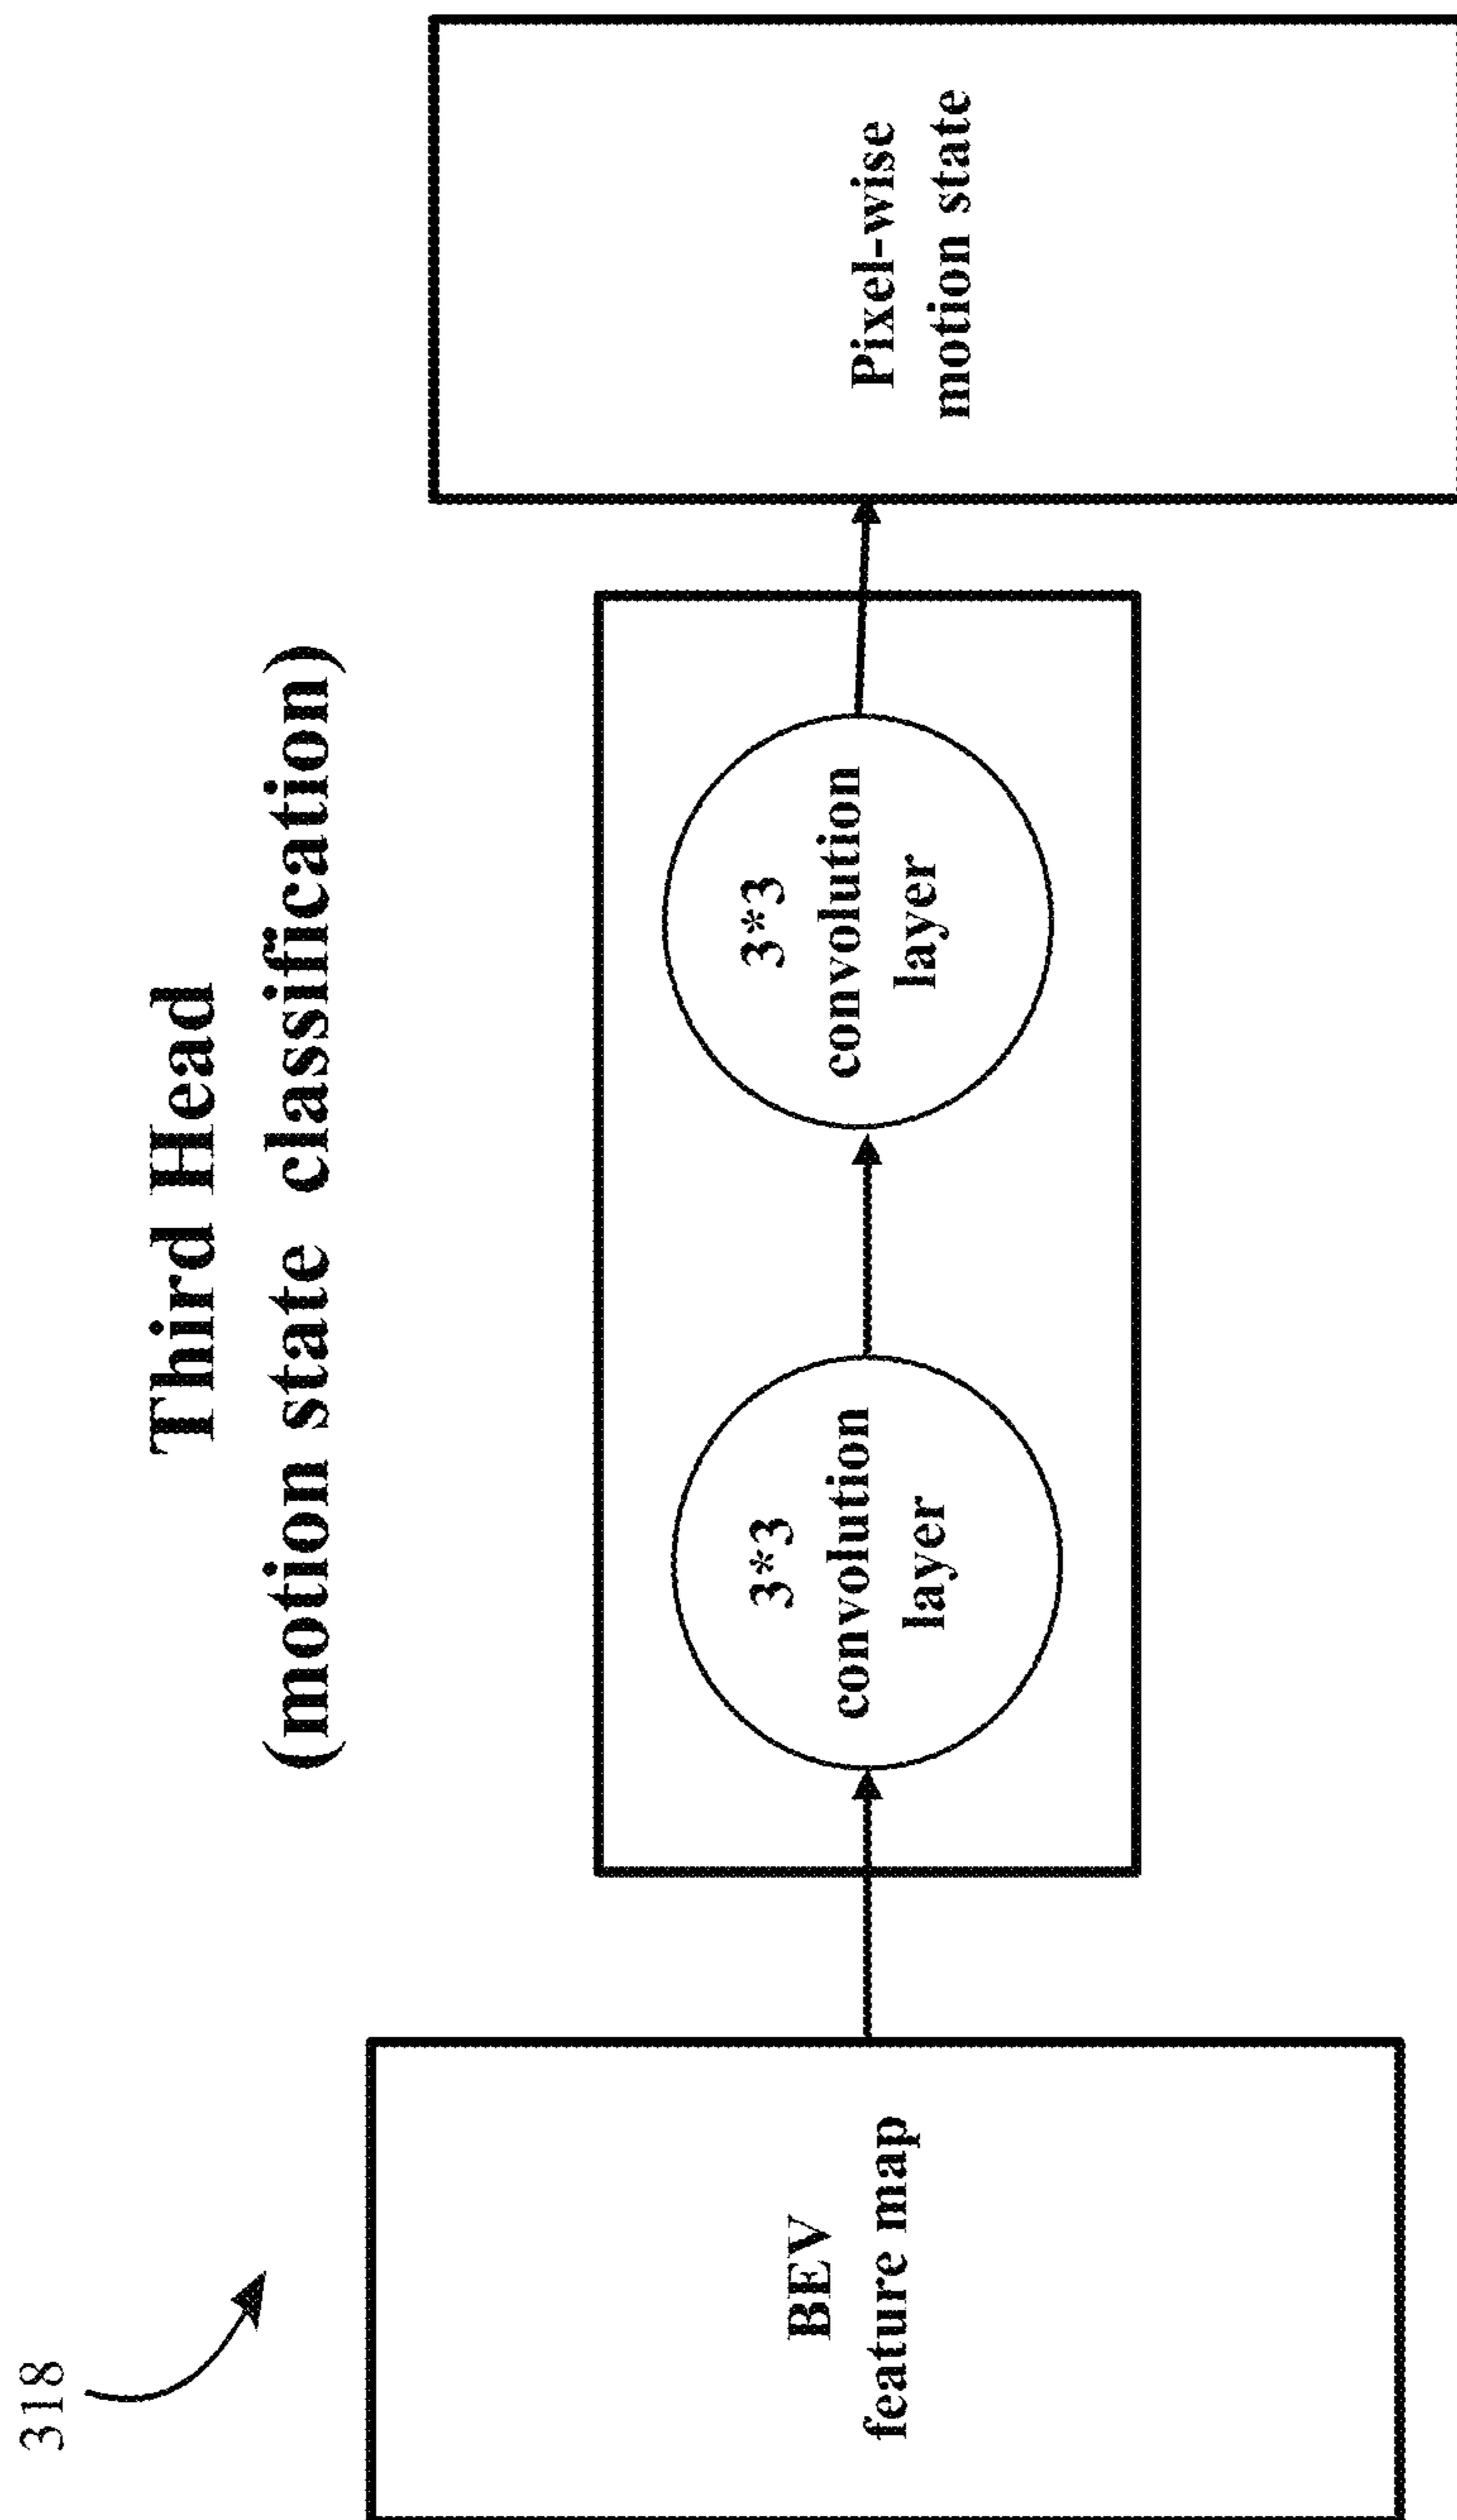 318
Third Head
(motion state classification)
BEV
feature map
3*3
convolution
layer
3*3
convolution
layer
Pixel-wise
motion state